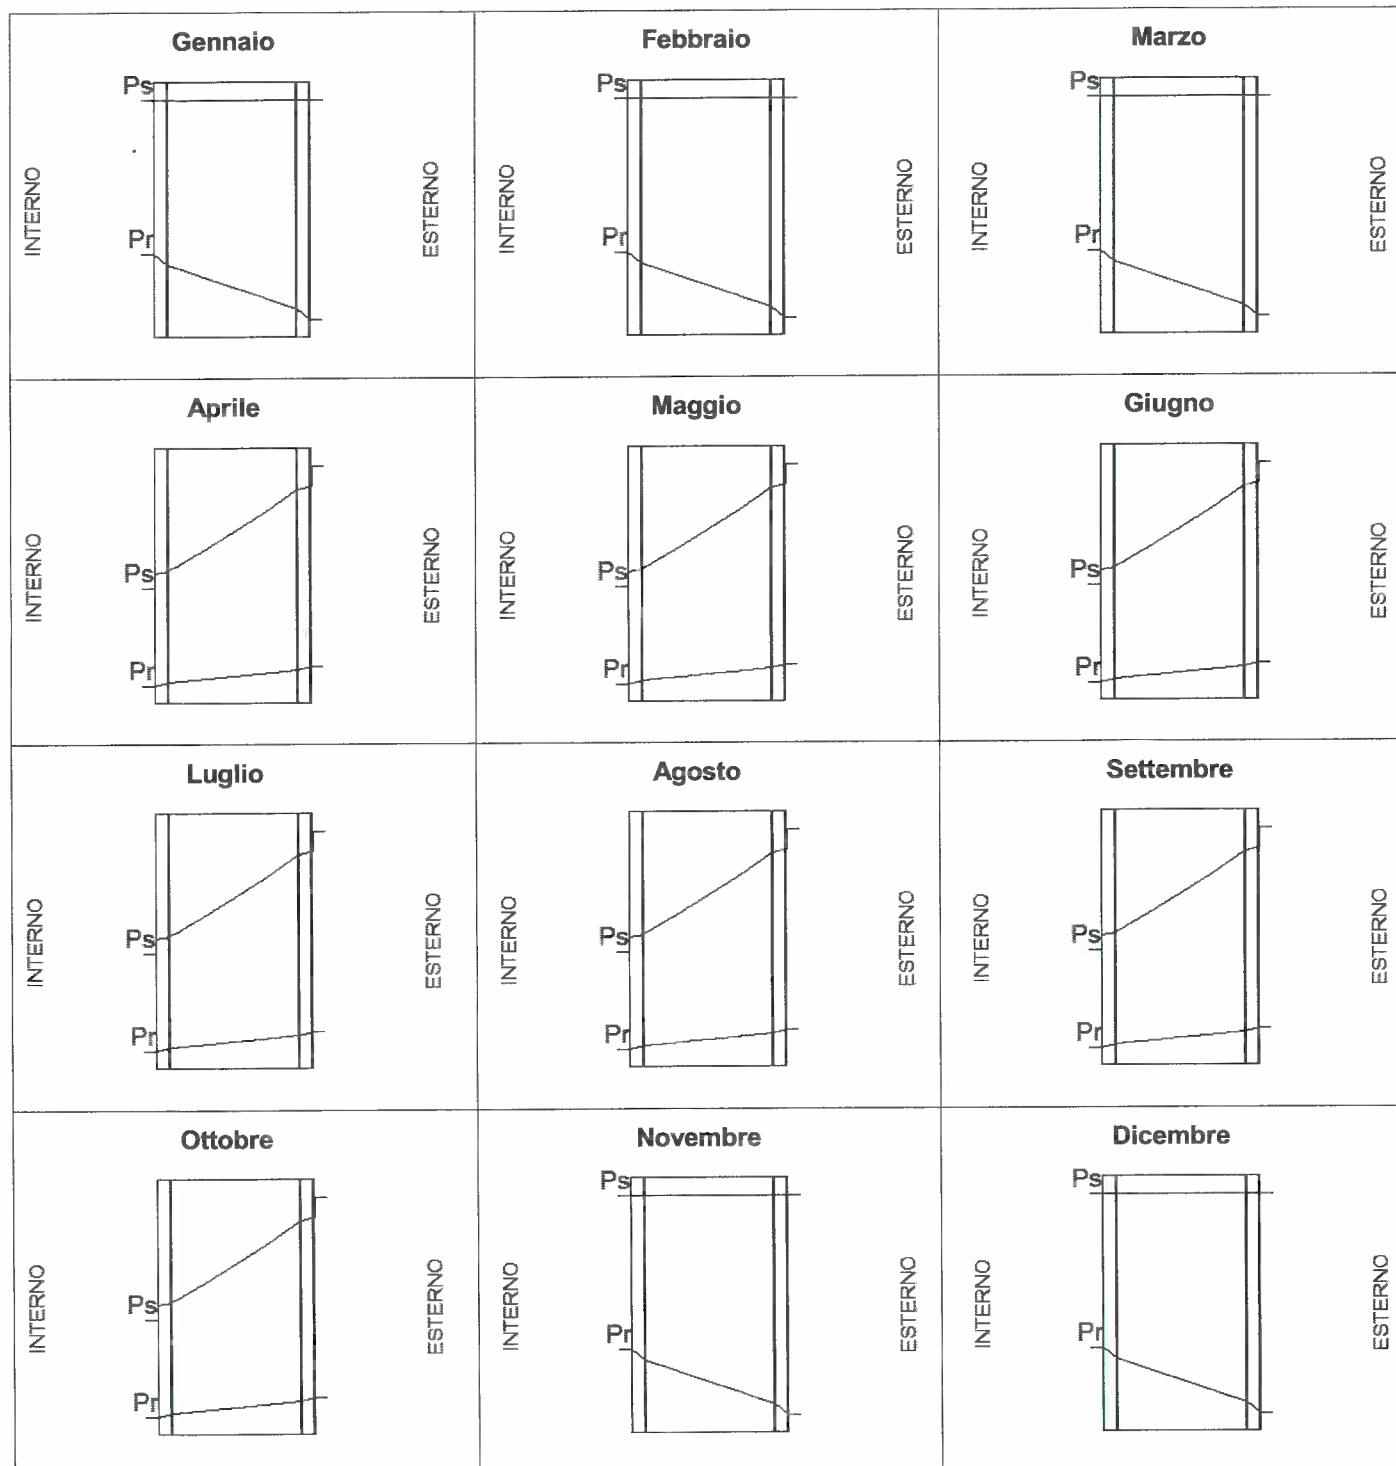 Gennaio
Ps
Pr
INTERNO
ESTERNO
Febbraio
Ps
Pr
INTERNO
ESTERNO
Marzo
Ps
Pr
INTERNO
ESTERNO
Aprile
Ps
Pr
INTERNO
ESTERNO
Maggio
Ps
Pr
INTERNO
ESTERNO
Giugno
Ps
Pr
INTERNO
ESTERNO
Luglio
Ps
Pr
INTERNO
ESTERNO
Agosto
Ps
Pr
INTERNO
ESTERNO
Settembre
Ps
Pr
INTERNO
ESTERNO
Ottobre
Ps
Pr
INTERNO
ESTERNO
Novembre
Ps
Pr
INTERNO
ESTERNO
Dicembre
Ps
Pr
INTERNO
ESTERNO